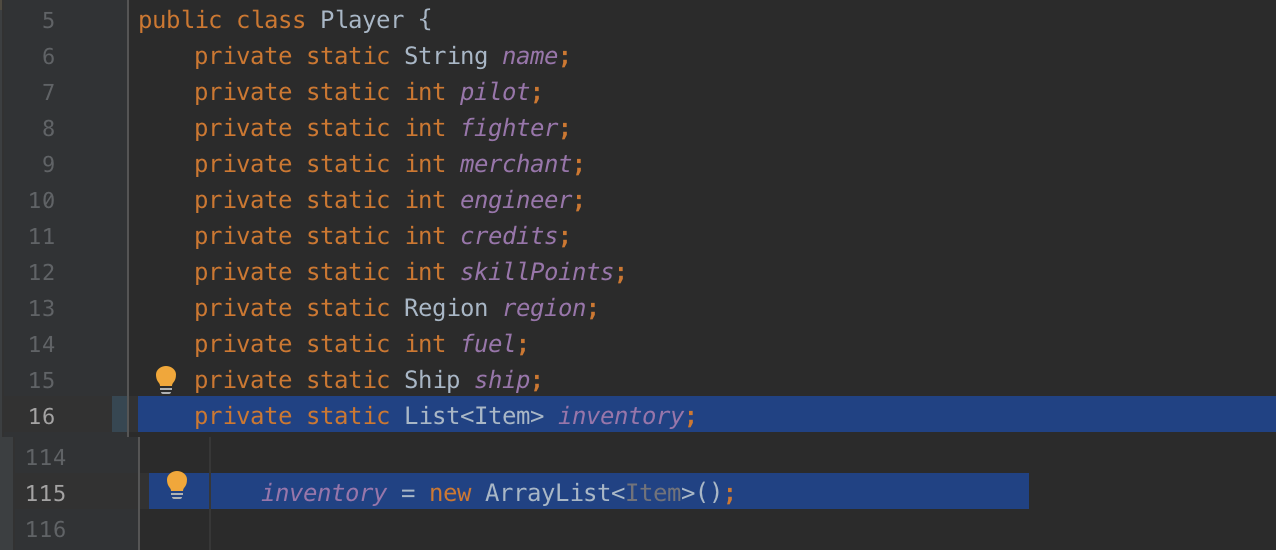 5 public class Player {
6 private static String name;
7 private static int pilot;
8 private static int fighter;
9 private static int merchant;
10 private static int engineer;
11 private static int credits;
12 private static int skillPoints;
13 private static Region region;
14 private static int fuel;
15 private static Ship ship;
16 private static List<Item> inventory;
114
115 inventory = new ArrayList<Item>();
116